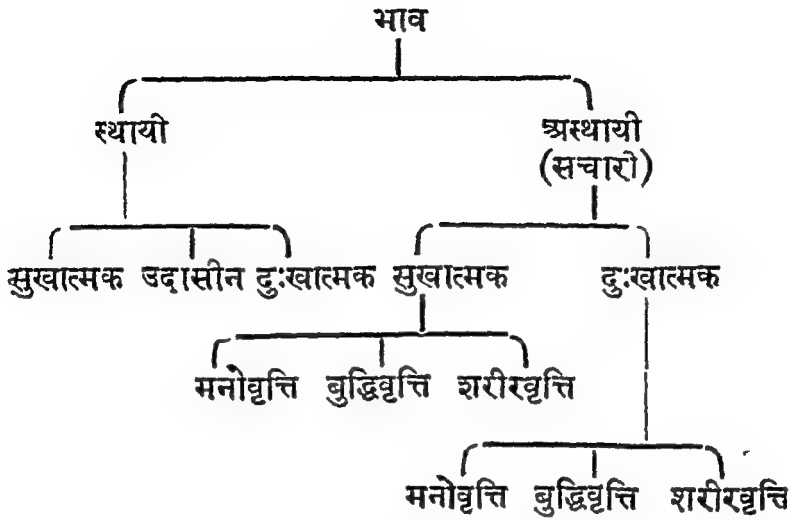 भाव
स्थायी अस्थायी
(सचारो)
सुखात्मक उदासीन दुःखात्मक सुखात्मक दुःखात्मक
मनोवृत्ति बुद्धिवृत्ति शरीरवृत्ति
मनोवृत्ति बुद्धिवृत्ति शरीरवृत्ति